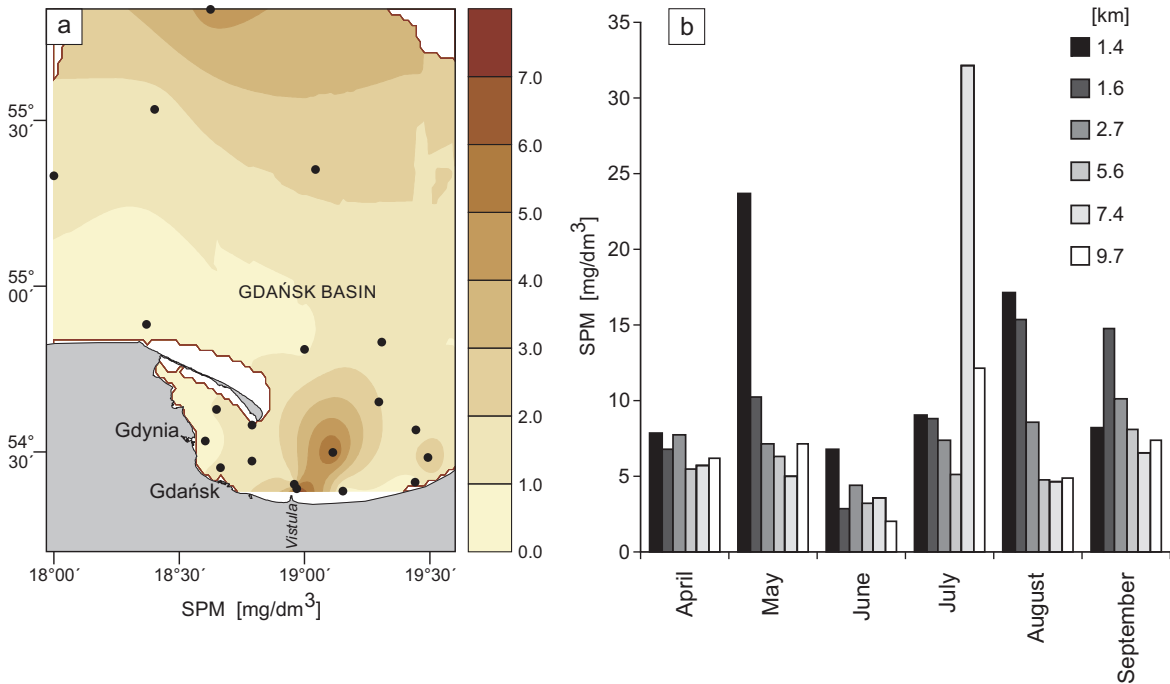 a
55°
30´
55°
00´
54°
30´
GDAŃSK BASIN
Gdynia
Gdańsk
Vistula
18°00´
18°30´
19°00´
19°30´
SPM [mg/dm3]
7.0
6.0
5.0
4.0
3.0
2.0
1.0
0.0
b
SPM [mg/dm3]
35
30
25
20
15
10
5
0
[km]
1.4
1.6
2.7
5.6
7.4
9.7
April
May
June
July
August
September